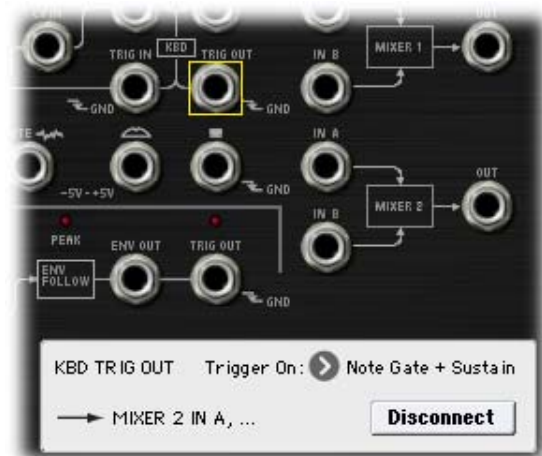 OUT
TRIG IN
KBD
TRIG OUT
IN B
MIXER 1
GND
GND
IN A
OUT
-5V-+5V
GND
MIXER 2
IN B
PEAK
ENV OUT
TRIG OUT
ENV
FOLLOW
GND
KBD TRIG OUT Trigger On: Note Gate + Sustain
MIXER 2 IN A, ...
Disconnect